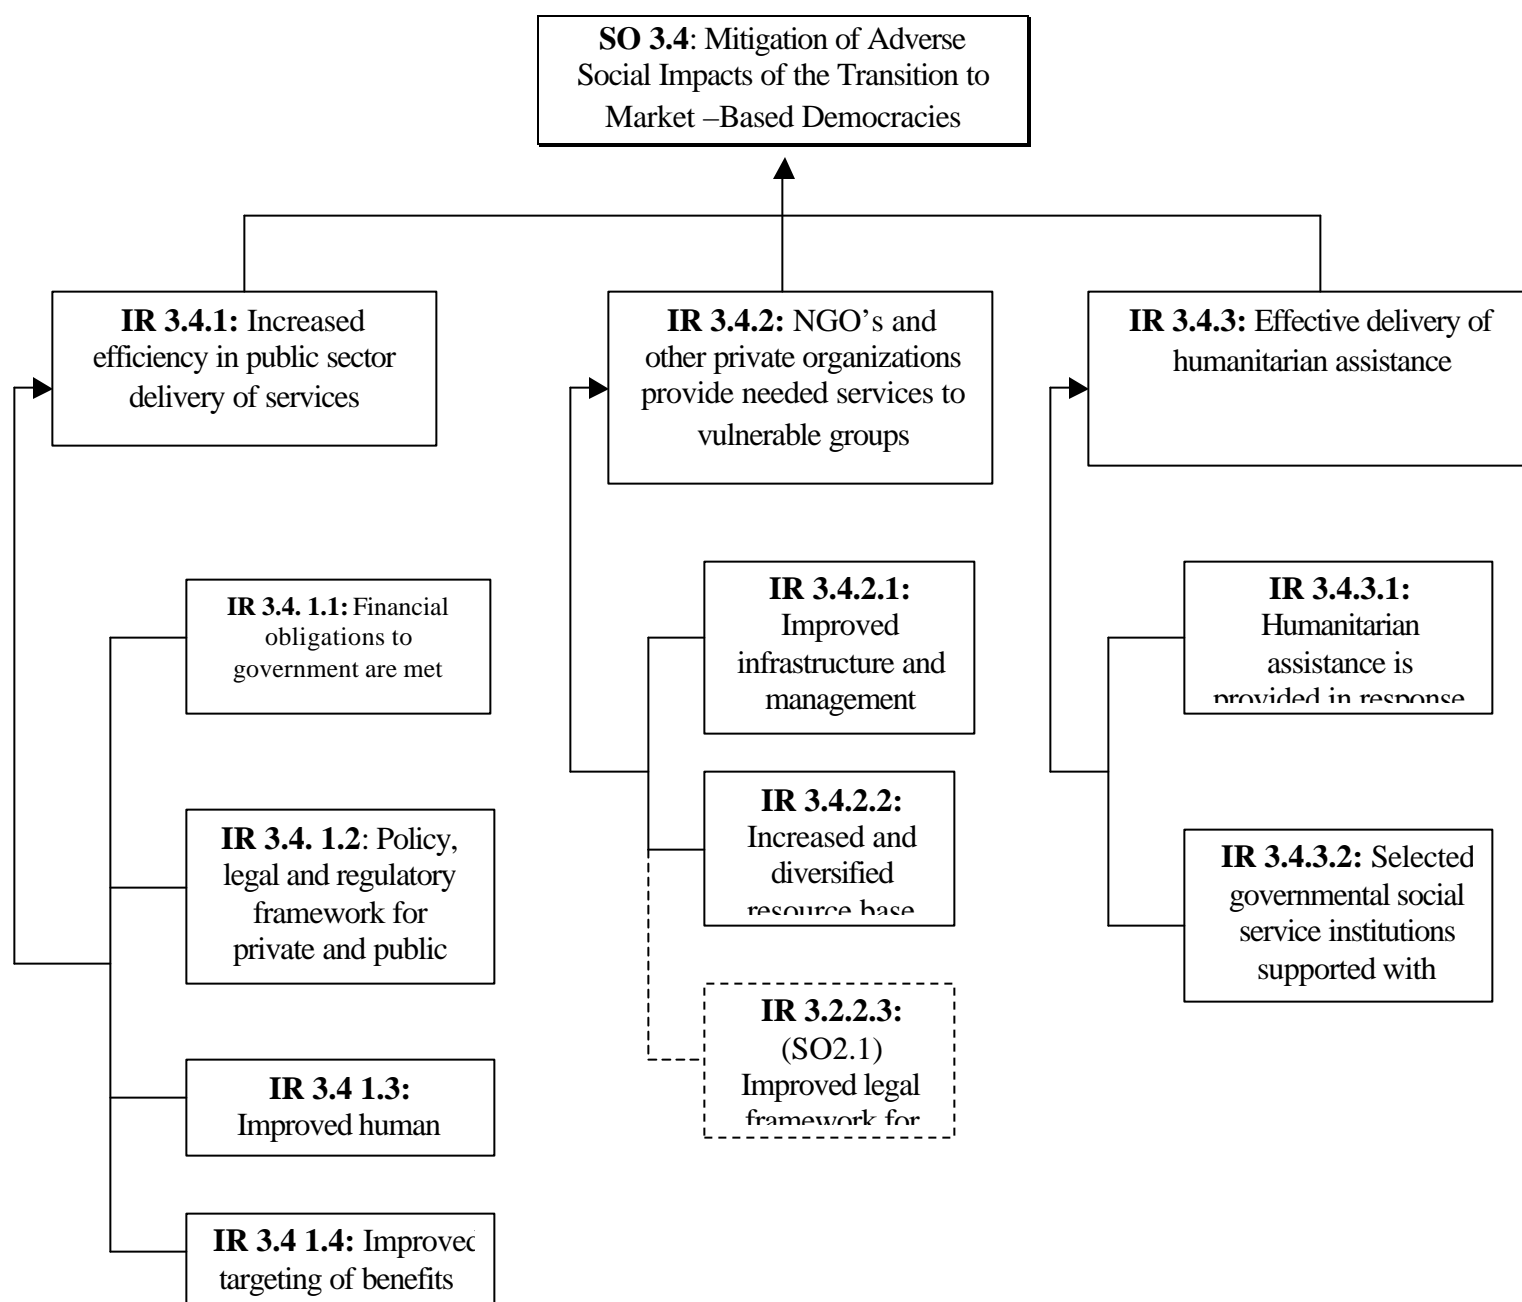 SO 3.4: Mitigation of Adverse
Social Impacts of the Transition to
Market –Based Democracies
IR 3.4.1: Increased
efficiency in public sector
delivery of services
IR 3.4.2: NGO’s and
other private organizations
provide needed services to
vulnerable groups
IR 3.4.3: Effective delivery of
humanitarian assistance
IR 3.4. 1.1: Financial
obligations to
government are met
IR 3.4. 1.2: Policy,
legal and regulatory
framework for
private and public
IR 3.4 1.3:
Improved human
IR 3.4 1.4: Improved
targeting of benefits
IR 3.4.2.1:
Improved
infrastructure and
management
IR 3.4.2.2:
Increased and
diversified
resource base
IR 3.2.2.3:
(SO2.1)
Improved legal
framework for
IR 3.4.3.1:
Humanitarian
assistance is
provided in response
IR 3.4.3.2: Selected
governmental social
service institutions
supported with